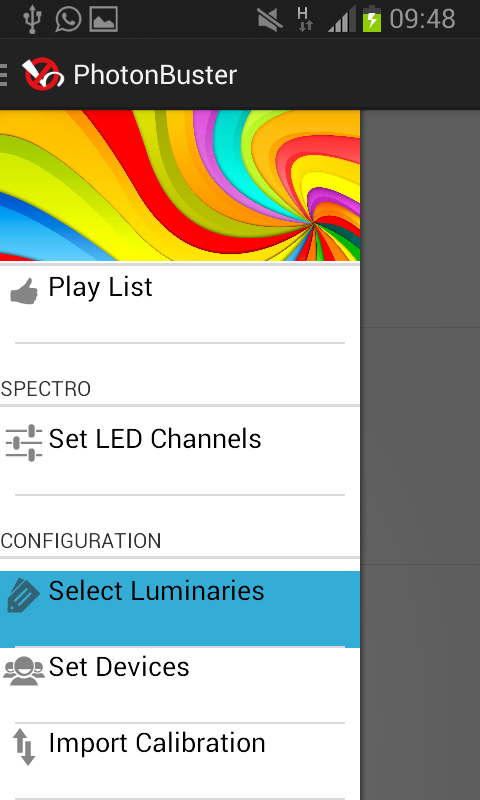 H
09:48
PhotonBuster
Play List
SPECTRO
Set LED Channels
CONFIGURATION
Select Luminaries
Set Devices
Import Calibration